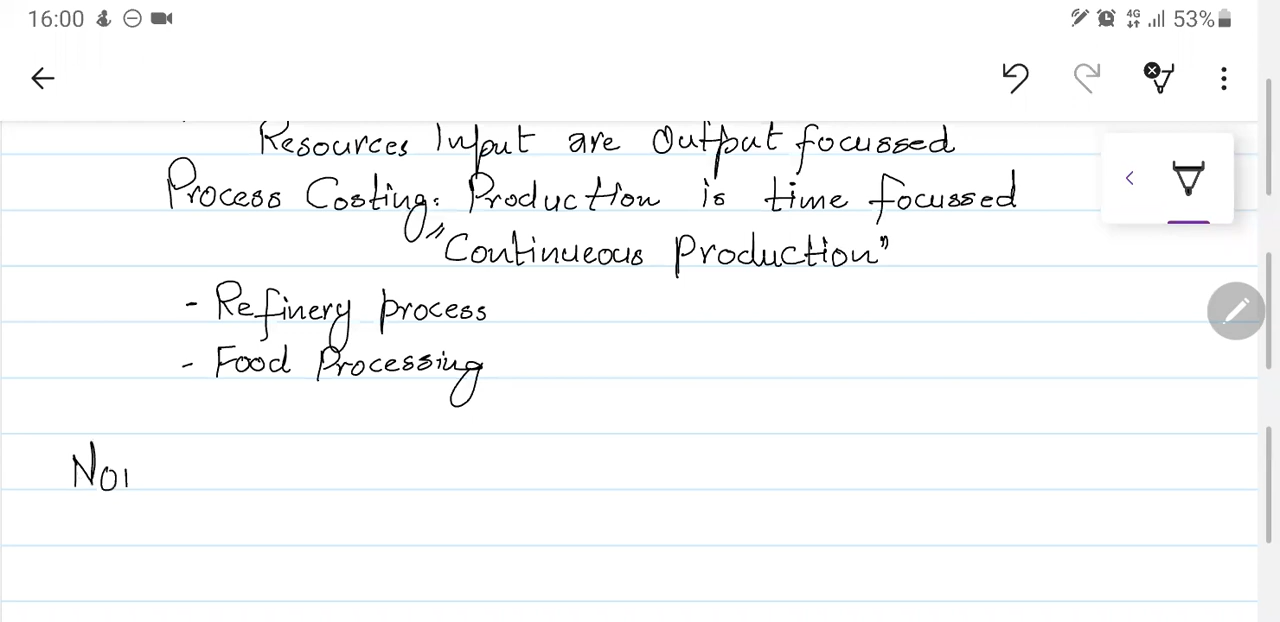 16:00 4G 53%
Resources Input are Output focussed
Process Costing: Production is time focussed
"Continueous Production"
- Refinery process
- Food Processing